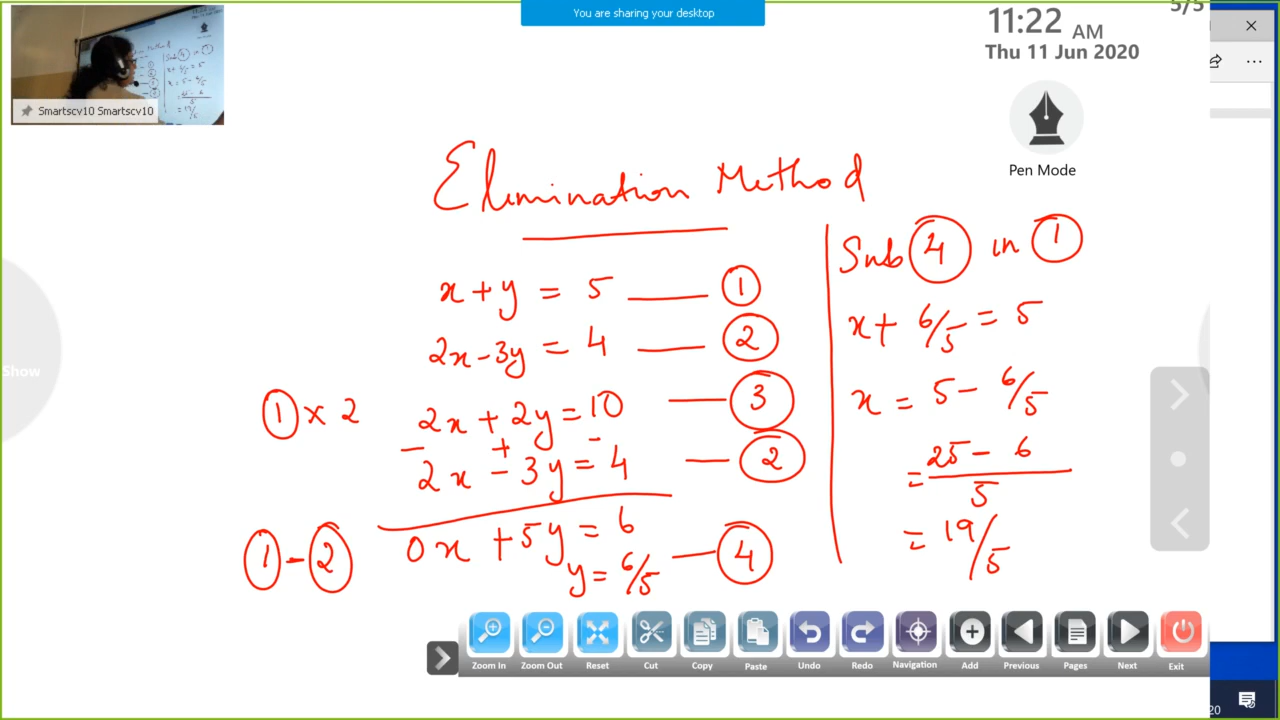 You are sharing your desktop
5/5
11:22 AM
Thu 11 Jun 2020
Smartscv10 Smartscv10
Pen Mode
Show
Elimination Method
x + y = 5 —— ①
2x - 3y = 4 —— ②
① × 2 2x + 2y = 10 —— ③
− + −
2x - 3y = 4 —— ②
① - ② 0x + 5y = 6
y = 6/5 —— ④
Sub ④ in ①
x + 6/5 = 5
x = 5 - 6/5
= 25 - 6
5
= 19/5
Zoom In Zoom Out Reset Cut Copy Paste Undo Redo Navigation Add Previous Pages Next Exit
20